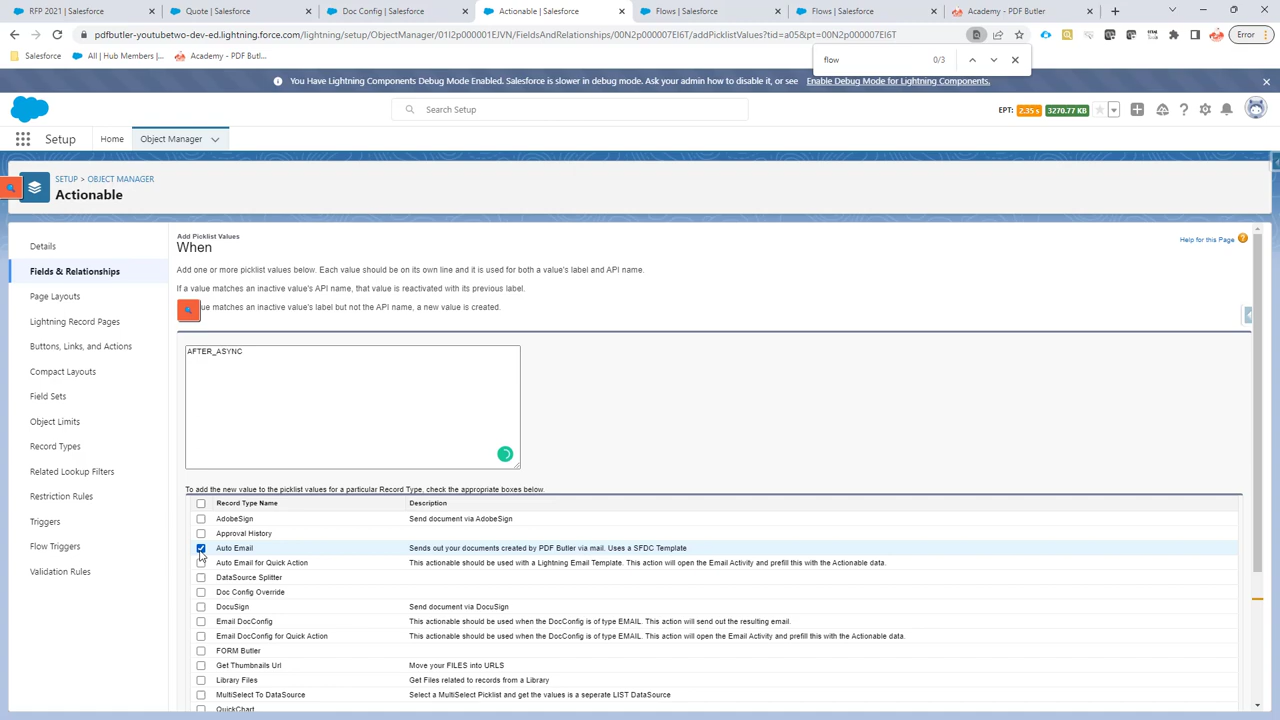 RFP 2021 | Salesforce
Quote | Salesforce
Doc Config | Salesforce
Actionable | Salesforce
Flows | Salesforce
Flows | Salesforce
Academy - PDF Butler
pdfbutler-youtubetwo-dev-ed.lightning.force.com/lightning/setup/ObjectManager/01I2p000001EJVN/FieldsAndRelationships/00N2p000007EI6T/addPicklistValues?tid=a05&pt=00N2p000007EI6T
Error
Salesforce
All | Hub Members |...
Academy - PDF Butl...
flow
0/3
You Have Lightning Components Debug Mode Enabled. Salesforce is slower in debug mode. Ask your admin how to disable it, or see
Enable Debug Mode for Lightning Components.
Search Setup
EPT: 2.35 s 3270.77 KB
Setup
Home
Object Manager
SETUP > OBJECT MANAGER
Actionable
Details
Fields & Relationships
Page Layouts
Lightning Record Pages
Buttons, Links, and Actions
Compact Layouts
Field Sets
Object Limits
Record Types
Related Lookup Filters
Restriction Rules
Triggers
Flow Triggers
Validation Rules
Add Picklist Values
When
Help for this Page
Add one or more picklist values below. Each value should be on its own line and it is used for both a value's label and API name.
If a value matches an inactive value's API name, that value is reactivated with its previous label.
ue matches an inactive value's label but not the API name, a new value is created.
AFTER_ASYNC
To add the new value to the picklist values for a particular Record Type, check the appropriate boxes below.
Record Type Name Description
AdobeSign Send document via AdobeSign
Approval History
Auto Email Sends out your documents created by PDF Butler via mail. Uses a SFDC Template
Auto Email for Quick Action This actionable should be used with a Lightning Email Template. This action will open the Email Activity and prefill this with the Actionable data.
DataSource Splitter
Doc Config Override
DocuSign Send document via DocuSign
Email DocConfig This actionable should be used when the DocConfig is of type EMAIL. This action will send out the resulting email.
Email DocConfig for Quick Action This actionable should be used when the DocConfig is of type EMAIL. This action will open the Email Activity and prefill this with the Actionable data.
FORM Butler
Get Thumbnails Url Move your FILES into URLS
Library Files Get Files related to records from a Library
MultiSelect To DataSource Select a MultiSelect Picklist and get the values is a seperate LIST DataSource
QuickChart